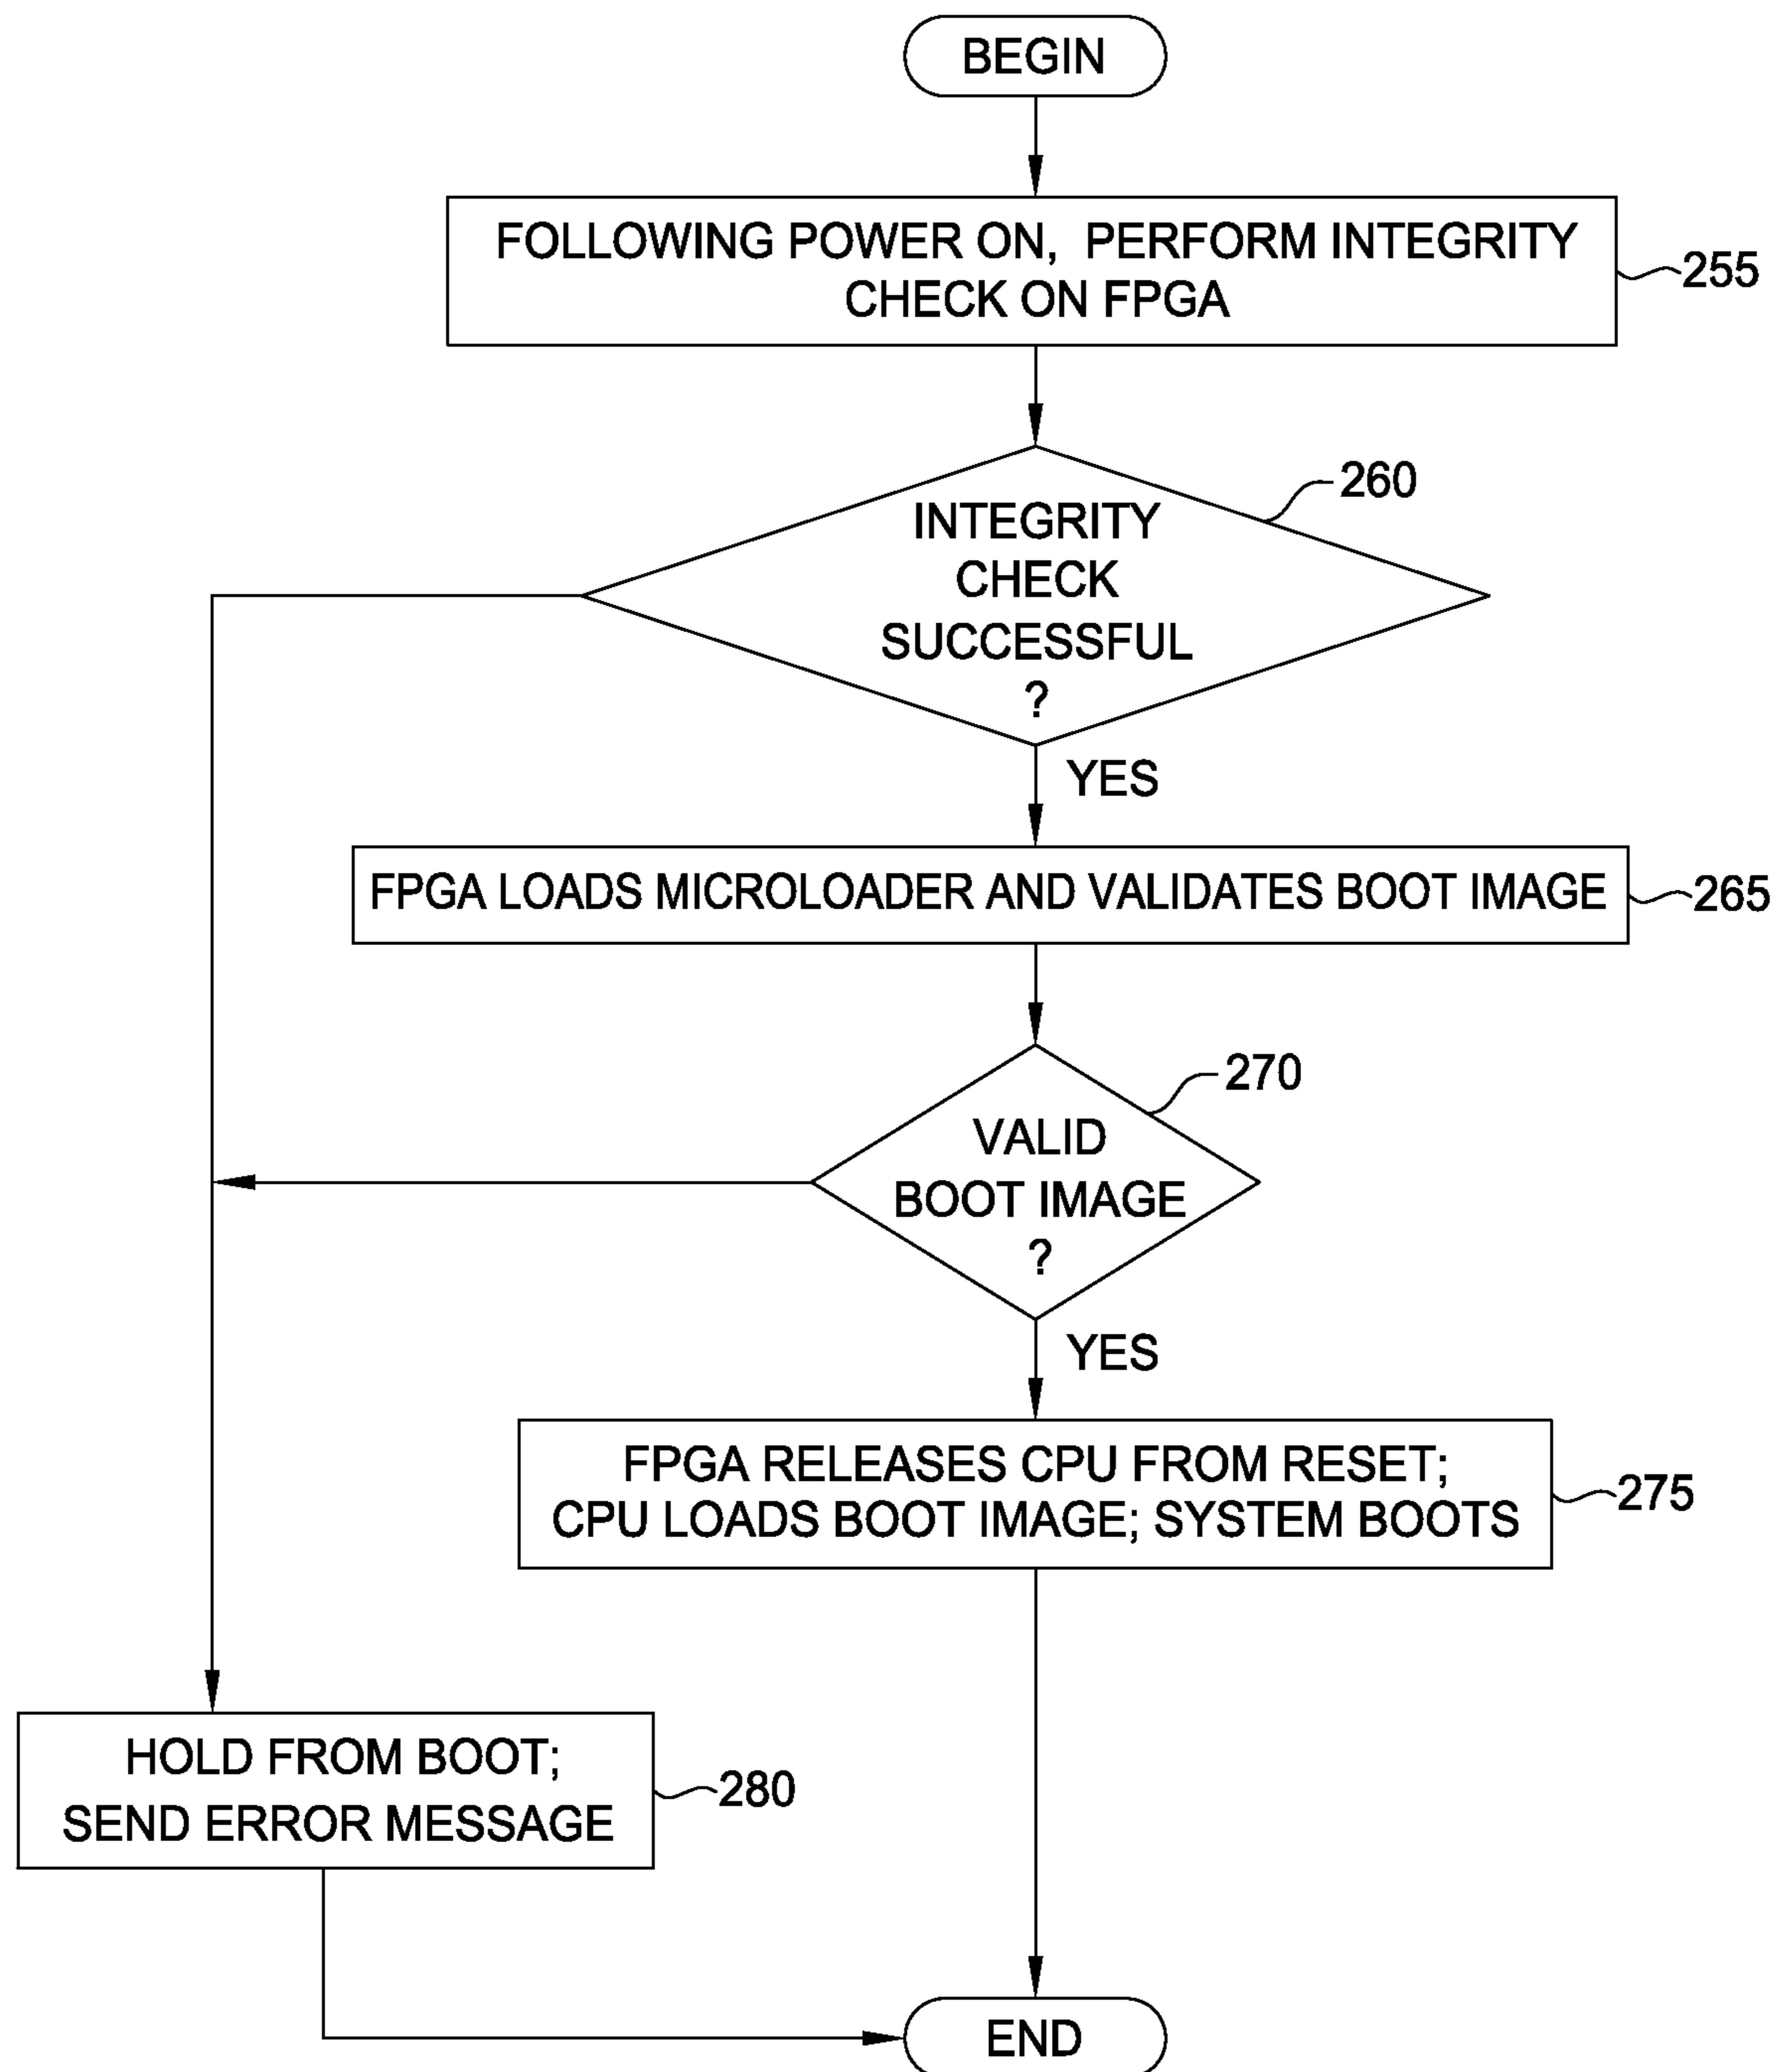 BEGIN
FOLLOWING POWER ON, PERFORM INTEGRITY
CHECK ON FPGA
255
260
INTEGRITY
CHECK
SUCCESSFUL
?
YES
FPGA LOADS MICROLOADER AND VALIDATES BOOT IMAGE
265
270
VALID
BOOT IMAGE
?
YES
FPGA RELEASES CPU FROM RESET;
CPU LOADS BOOT IMAGE; SYSTEM BOOTS
275
HOLD FROM BOOT;
SEND ERROR MESSAGE
280
END